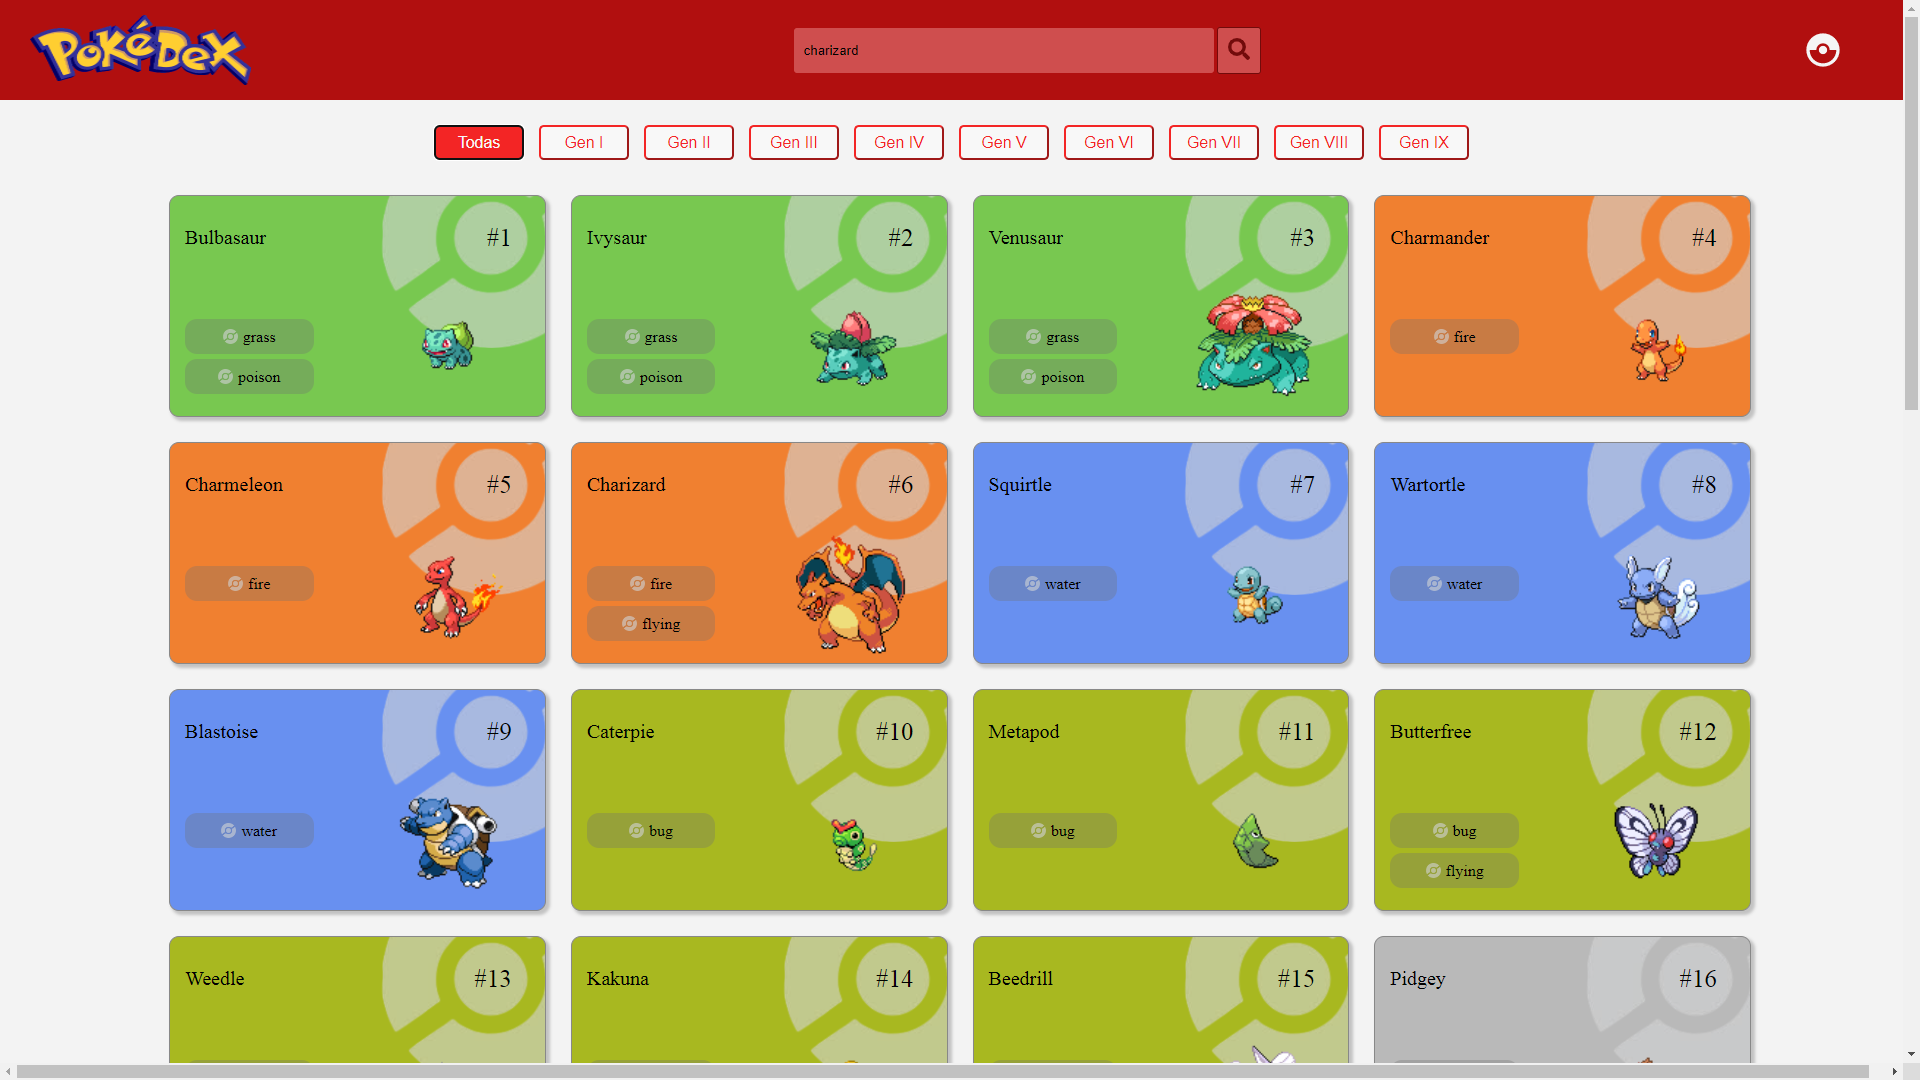 PoKéDex
charizard
Todas
Gen I
Gen II
Gen III
Gen IV
Gen V
Gen VI
Gen VII
Gen VIII
Gen IX
Bulbasaur
#1
grass
poison
Ivysaur
#2
grass
poison
Venusaur
#3
grass
poison
Charmander
#4
fire
Charmeleon
#5
fire
Charizard
#6
fire
flying
Squirtle
#7
water
Wartortle
#8
water
Blastoise
#9
water
Caterpie
#10
bug
Metapod
#11
bug
Butterfree
#12
bug
flying
Weedle
#13
Kakuna
#14
Beedrill
#15
Pidgey
#16